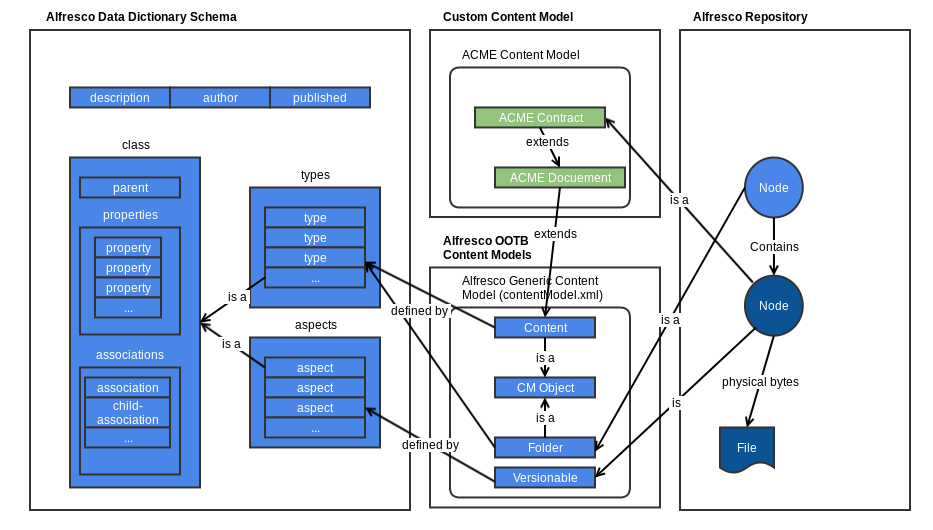 Alfresco Data Dictionary Schema
description
author
published
class
parent
properties
property
property
property
...
associations
association
child-
association
...
types
type
type
type
...
aspects
aspect
aspect
aspect
...
is a
is a
defined by
defined by
Custom Content Model
ACME Content Model
ACME Contract
extends
ACME Docuement
extends
Alfresco OOTB
Content Models
Alfresco Generic Content
Model (contentModel.xml)
Content
is a
CM Object
is a
Folder
Versionable
Alfresco Repository
Node
is a
Contains
Node
is a
physical bytes
is
File